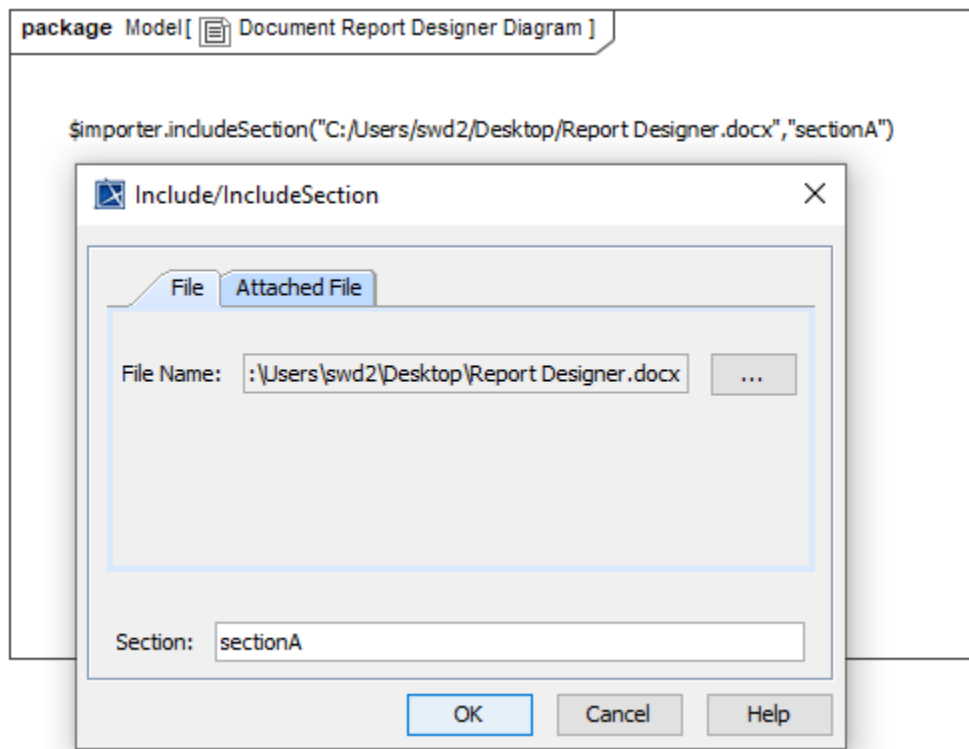 package Model[ Document Report Designer Diagram ]
$importer.includeSection("C:/Users/swd2/Desktop/Report Designer.docx","sectionA")
Include/IncludeSection
File Attached File
File Name: :\Users\swd2\Desktop\Report Designer.docx ...
Section: sectionA
OK Cancel Help